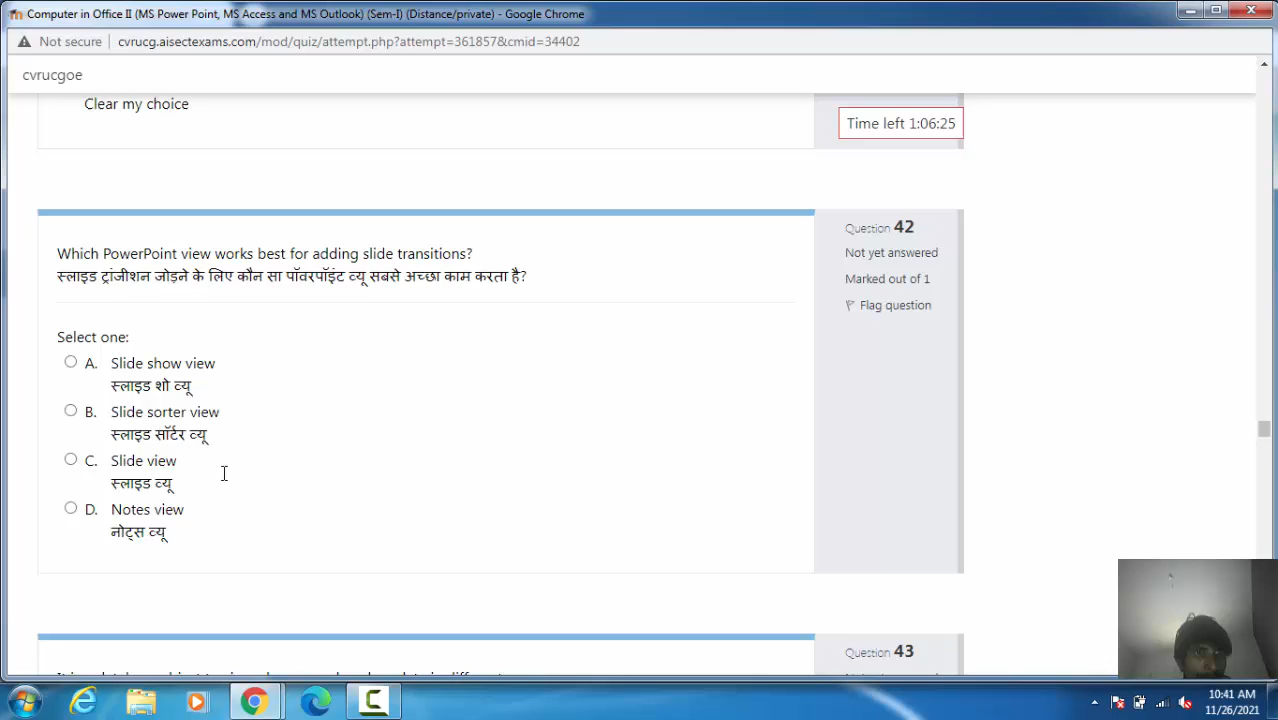 Computer in Office II (MS Power Point, MS Access and MS Outlook) (Sem-I) (Distance/private) - Google Chrome
Not secure | cvrucg.aisectexams.com/mod/quiz/attempt.php?attempt=361857&cmid=34402
cvrucgoe
Clear my choice
Time left 1:06:25
Question 42
Not yet answered
Marked out of 1
Flag question
Which PowerPoint view works best for adding slide transitions?
स्लाइड ट्रांजीशन जोड़ने के लिए कौन सा पॉवरपॉइंट व्यू सबसे अच्छा काम करता है?
Select one:
A. Slide show view
स्लाइड शो व्यू
B. Slide sorter view
स्लाइड सॉर्टर व्यू
C. Slide view
स्लाइड व्यू
D. Notes view
नोट्स व्यू
Question 43
10:41 AM
11/26/2021